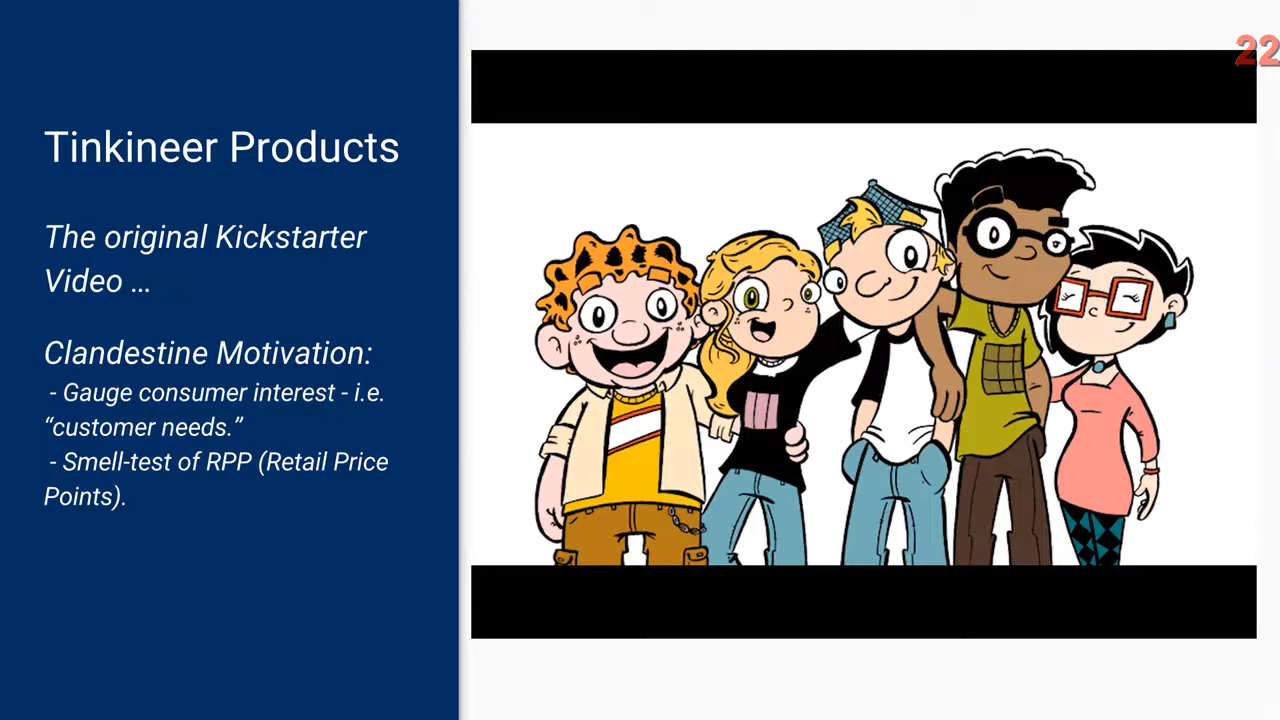 Tinkineer Products
The original Kickstarter
Video ...
Clandestine Motivation:
- Gauge consumer interest - i.e.
“customer needs.”
- Smell-test of RPP (Retail Price
Points).
22